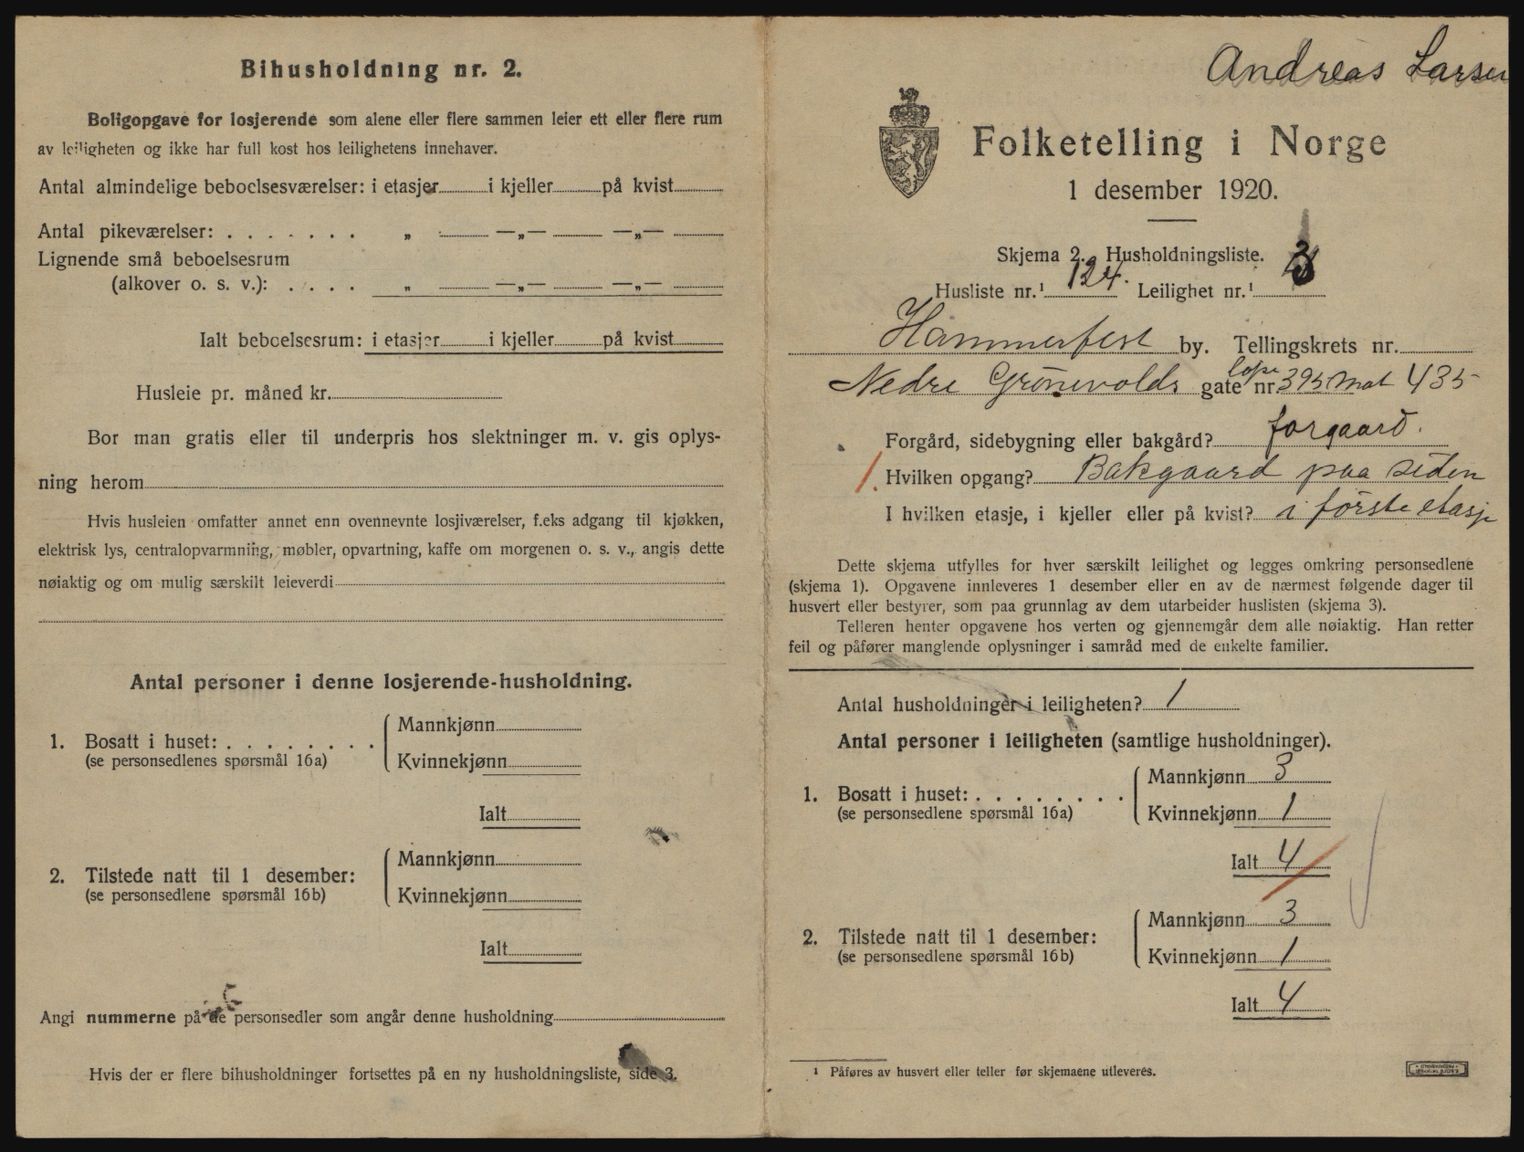 Bihusholdning nr. 2.
Boligopgave for losjerende som alene eller flere sammen leier ett eller flere rum
av leiligheten og ikke har full kost hos leilighetens innehaver.
Antal almindelige beboelsesværelser: i etasjer i kjeller på kvist
Antal pikeværelser: . . . . . . . „ —„— —„—
Lignende små beboelsesrum
(alkover o. s. v.): . . . . „ —„— —„—
Ialt beboelsesrum: i etasjer i kjeller på kvist
Husleie pr. måned kr.
Bor man gratis eller til underpris hos slektninger m. v. gis oplys-
ning herom
Hvis husleien omfatter annet enn ovennevnte losjiværelser, f.eks adgang til kjøkken,
elektrisk lys, centralopvarmning, møbler, opvartning, kaffe om morgenen o. s. v., angis dette
nøiaktig og om mulig særskilt leieverdi
Antal personer i denne losjerende-husholdning.
1. Bosatt i huset: . . . . . . . .
(se personsedlenes spørsmål 16a)
Mannkjønn
Kvinnekjønn
Ialt
2. Tilstede natt til 1 desember:
(se personsedlenes spørsmål 16b)
Mannkjønn
Kvinnekjønn
Ialt
Angi nummerne på de personsedler som angår denne husholdning
Hvis der er flere bihusholdninger fortsettes på en ny husholdningsliste, side 3.
Andreas Larsen
Folketelling i Norge
1 desember 1920.
Skjema 2. Husholdningsliste.
Husliste nr.¹ 124. Leilighet nr.¹ 3
Hammerfest by. Tellingskrets nr.
Nedre Grönevolds gate løpe nr. 395 Mat 435
Forgård, sidebygning eller bakgård? forgaard.
1. Hvilken opgang? Bakgaard paa siden
I hvilken etasje, i kjeller eller på kvist? i første etasje
Dette skjema utfylles for hver særskilt leilighet og legges omkring personsedlene
(skjema 1). Opgavene innleveres 1 desember eller en av de nærmest følgende dager til
husvert eller bestyrer, som paa grunnlag av dem utarbeider huslisten (skjema 3).
Telleren henter opgavene hos verten og gjennemgår dem alle nøiaktig. Han retter
feil og påfører manglende oplysninger i samråd med de enkelte familier.
Antal husholdninger i leiligheten? 1
Antal personer i leiligheten (samtlige husholdninger).
1. Bosatt i huset: . . . . . . . .
(se personsedlenes spørsmål 16a)
Mannkjønn 3
Kvinnekjønn 1
Ialt 4
2. Tilstede natt til 1 desember:
(se personsedlenes spørsmål 16b)
Mannkjønn 3
Kvinnekjønn 1
Ialt 4
¹ Påføres av husvert eller teller før skjemaene utleveres.